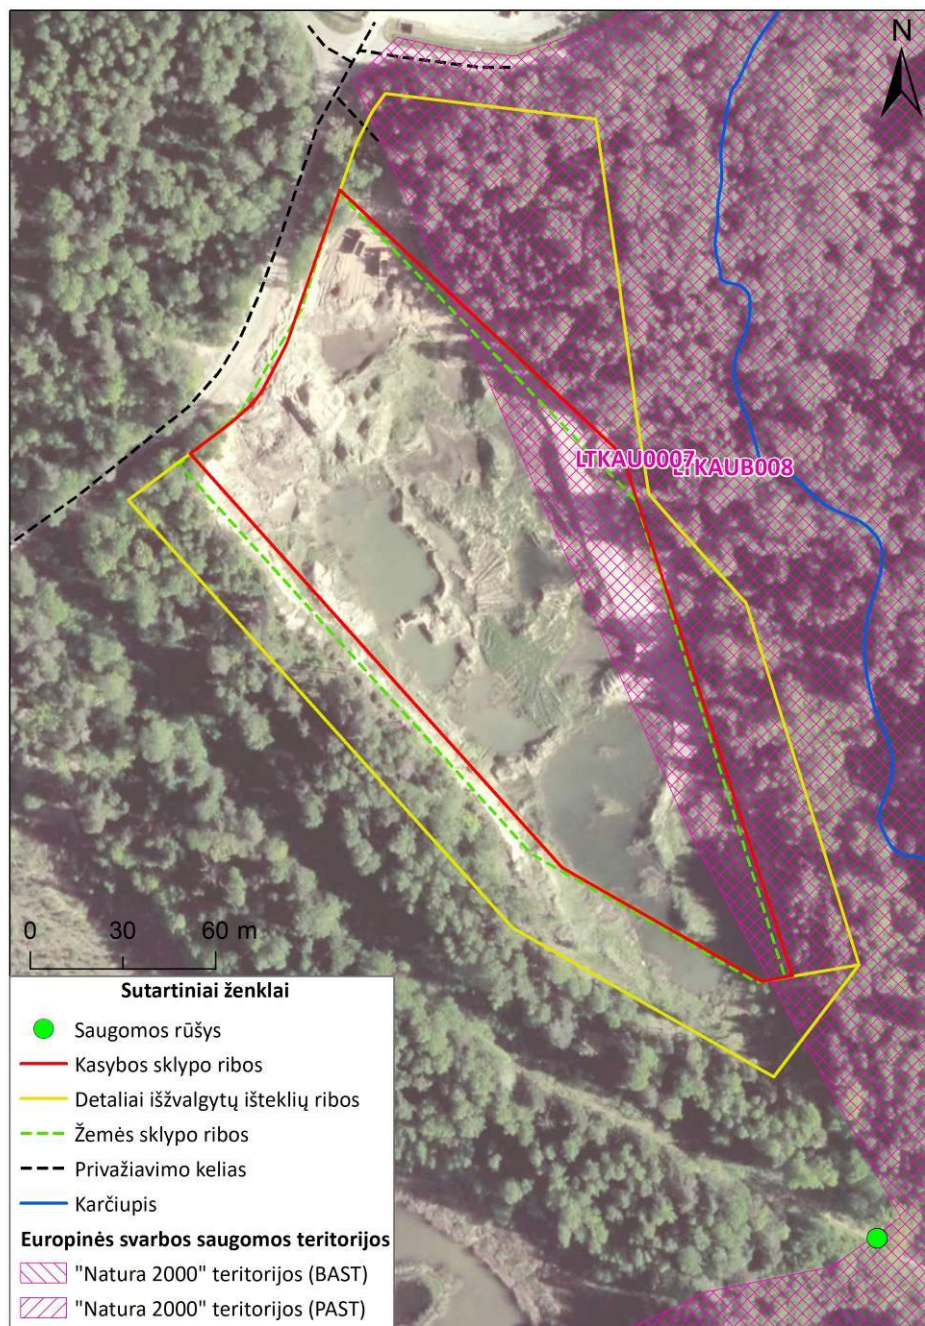 N
LTKAU0007
LTKAUB008
0 30 60 m
Sutartiniai ženklai
Saugomos rūšys
Kasybos sklypo ribos
Detaliai išžvalgytų išteklių ribos
Žemės sklypo ribos
Privažiavimo kelias
Karčiupis
Europinės svarbos saugomos teritorijos
"Natura 2000" teritorijos (BAST)
"Natura 2000" teritorijos (PAST)